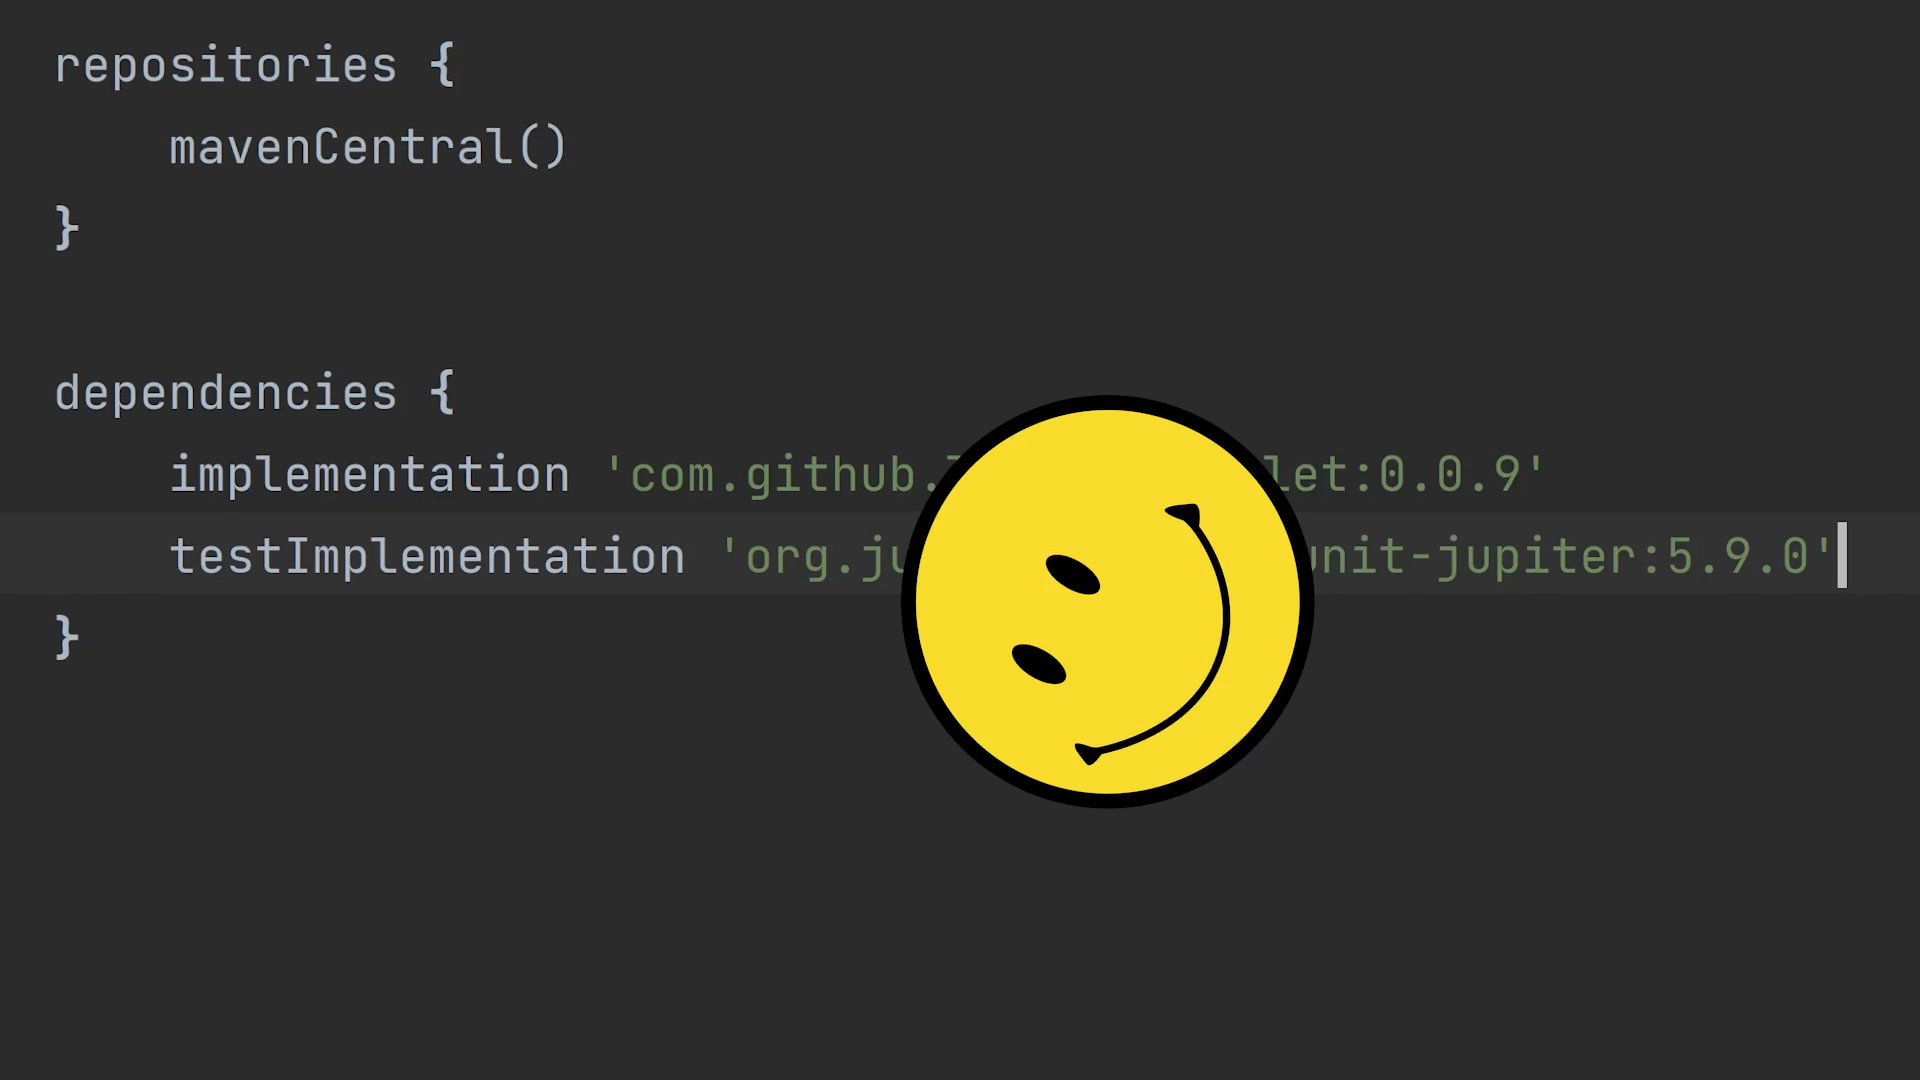 repositories {
mavenCentral()
}
dependencies {
implementation 'com.github. let:0.0.9'
testImplementation 'org.ju unit-jupiter:5.9.0'
}